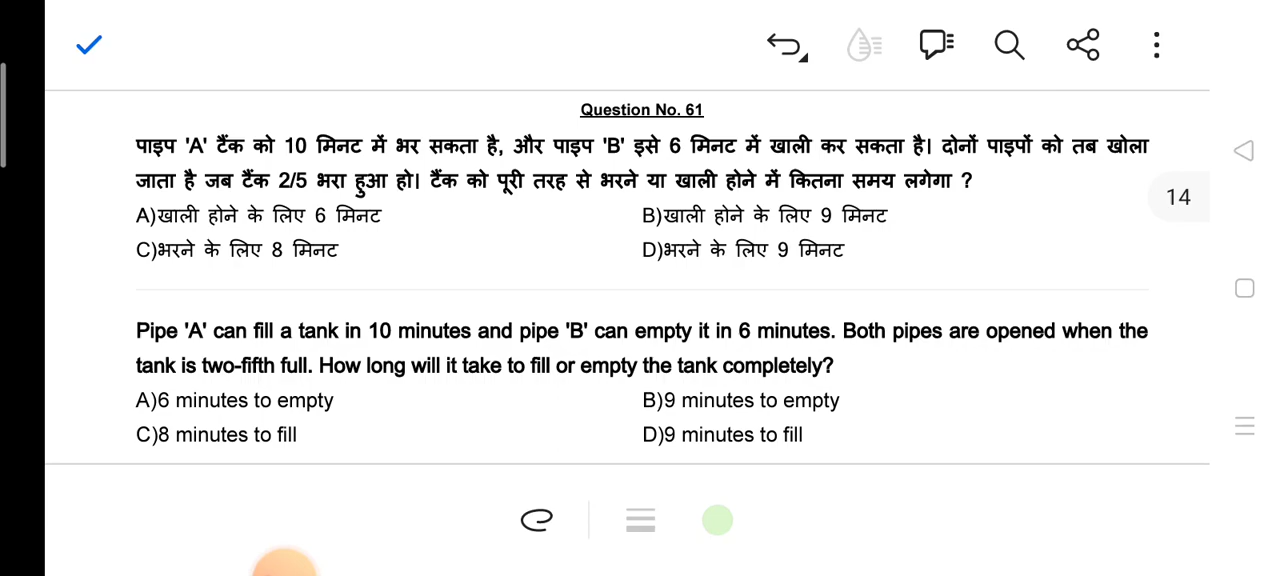 Question No. 61
पाइप 'A' टैंक को 10 मिनट में भर सकता है, और पाइप 'B' इसे 6 मिनट में खाली कर सकता है। दोनों पाइपों को तब खोला
जाता है जब टैंक 2/5 भरा हुआ हो। टैंक को पूरी तरह से भरने या खाली होने में कितना समय लगेगा ?
14
A)खाली होने के लिए 6 मिनट B)खाली होने के लिए 9 मिनट
C)भरने के लिए 8 मिनट D)भरने के लिए 9 मिनट
Pipe 'A' can fill a tank in 10 minutes and pipe 'B' can empty it in 6 minutes. Both pipes are opened when the
tank is two-fifth full. How long will it take to fill or empty the tank completely?
A)6 minutes to empty B)9 minutes to empty
C)8 minutes to fill D)9 minutes to fill